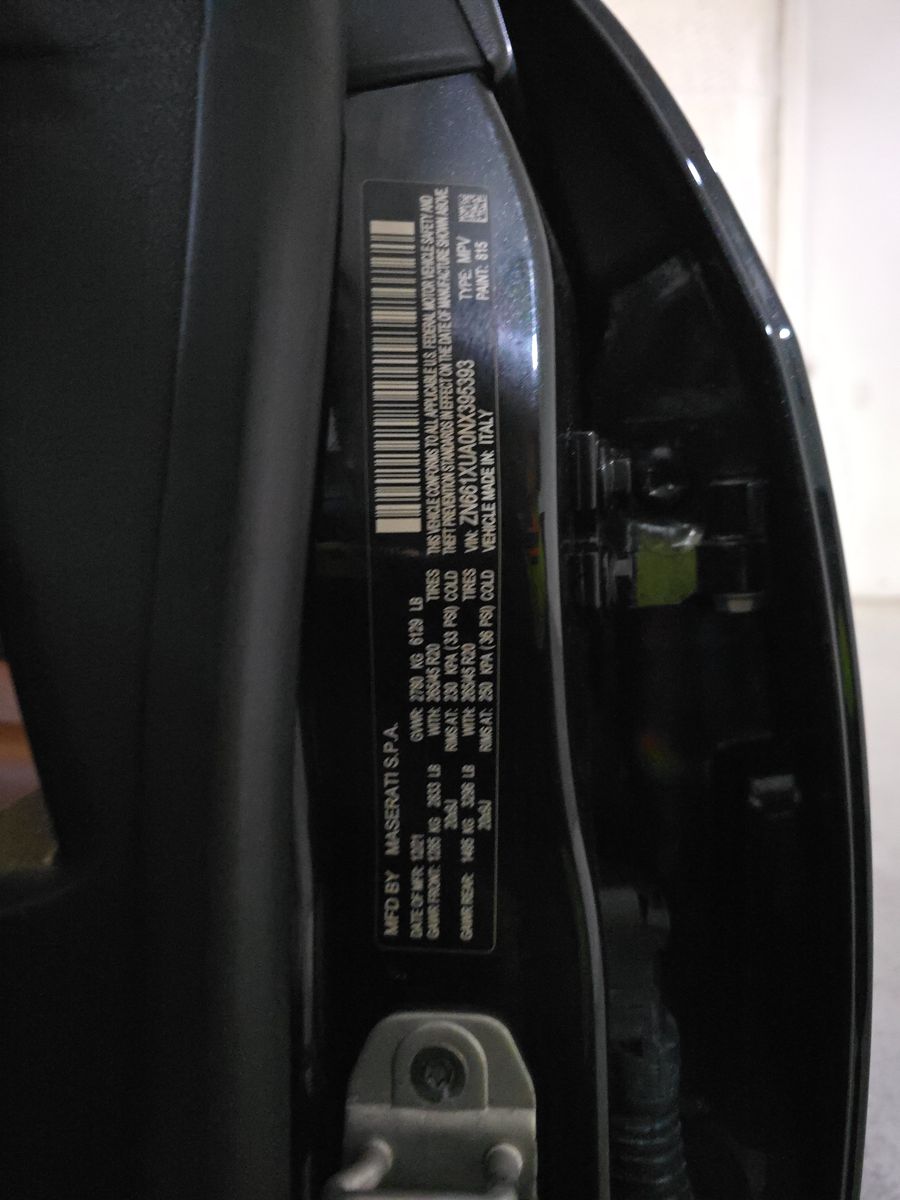 MFD BY MASERATI S.P.A.
DATE OF MFR: 12/21 GVWR: 2780 KG 6129 LB
GAWR FRONT: 1285 KG 2833 LB WITH: 265/45 R20 TIRES
20x9J RIMS AT: 230 KPA ( 33 PSI) COLD
GAWR REAR: 1495 KG 3296 LB WITH: 265/45 R20 TIRES
20x9J RIMS AT: 250 KPA ( 36 PSI) COLD
THIS VEHICLE CONFORMS TO ALL APPLICABLE U.S. FEDERAL MOTOR VEHICLE SAFETY AND
THEFT PREVENTION STANDARDS IN EFFECT ON THE DATE OF MANUFACTURE SHOWN ABOVE.
VIN: ZN661XUA0NX395393 TYPE: MPV
VEHICLE MADE IN: ITALY PAINT: 815